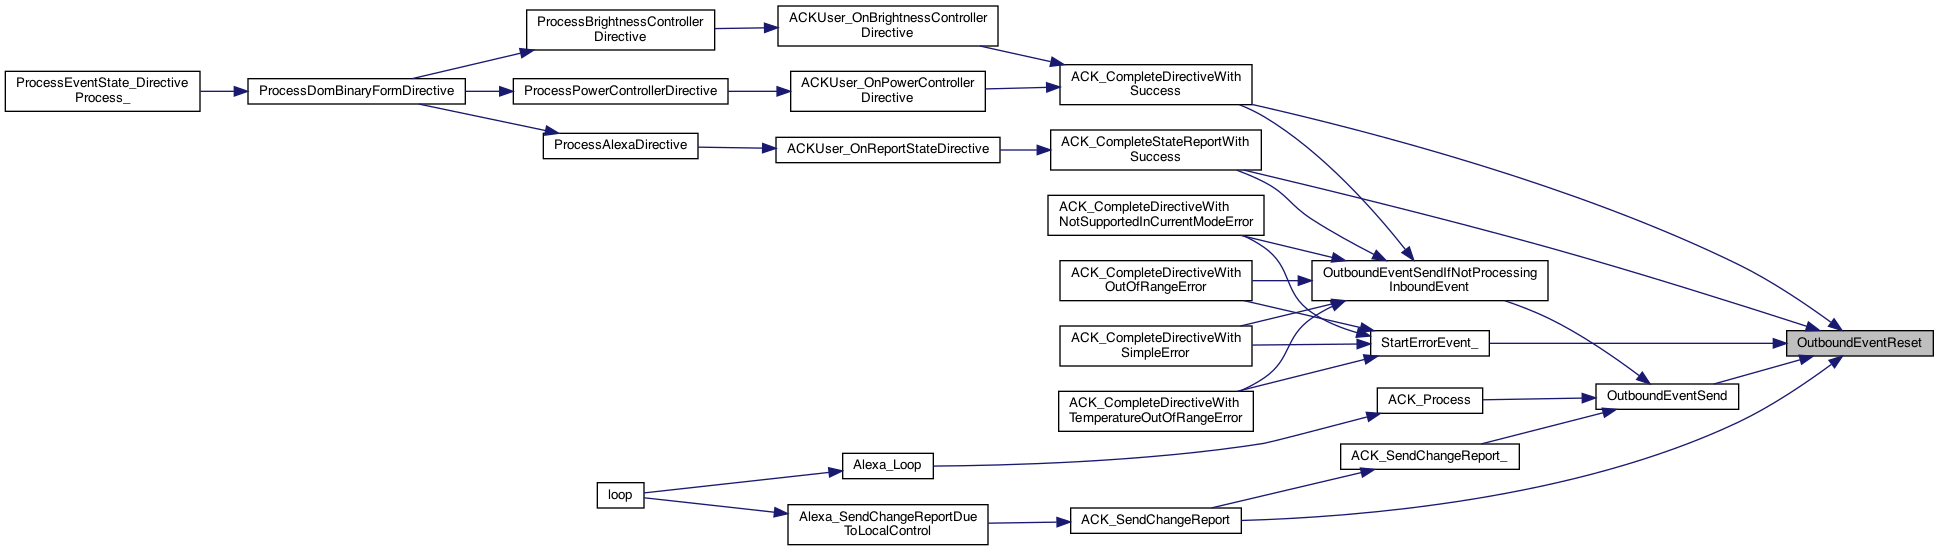 ProcessBrightnessController
Directive
ACKUser_OnBrightnessController
Directive
ProcessEventState_Directive
Process_
ProcessDomBinaryFormDirective
ProcessPowerControllerDirective
ACKUser_OnPowerController
Directive
ACK_CompleteDirectiveWith
Success
ProcessAlexaDirective
ACKUser_OnReportStateDirective
ACK_CompleteStateReportWith
Success
ACK_CompleteDirectiveWith
NotSupportedInCurrentModeError
ACK_CompleteDirectiveWith
OutOfRangeError
OutboundEventSendIfNotProcessing
InboundEvent
ACK_CompleteDirectiveWith
SimpleError
StartErrorEvent_
OutboundEventReset
ACK_CompleteDirectiveWith
TemperatureOutOfRangeError
ACK_Process
OutboundEventSend
Alexa_Loop
ACK_SendChangeReport_
loop
Alexa_SendChangeReportDue
ToLocalControl
ACK_SendChangeReport